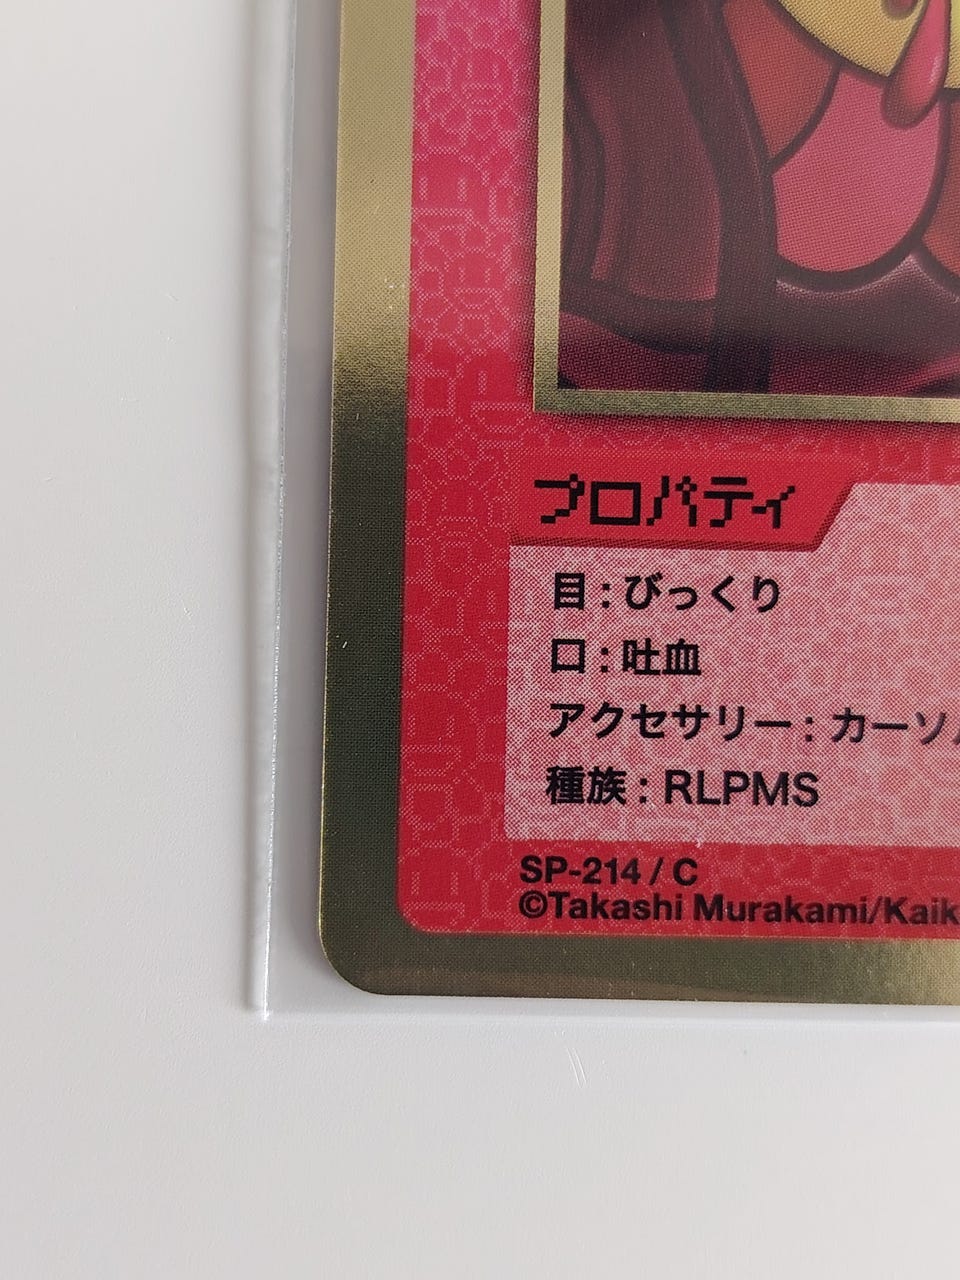 プロパティ
目：びっくり
口：吐血
アクセサリー：カーソ
種族：RLPMS
SP-214 / C
©Takashi Murakami/Kaik